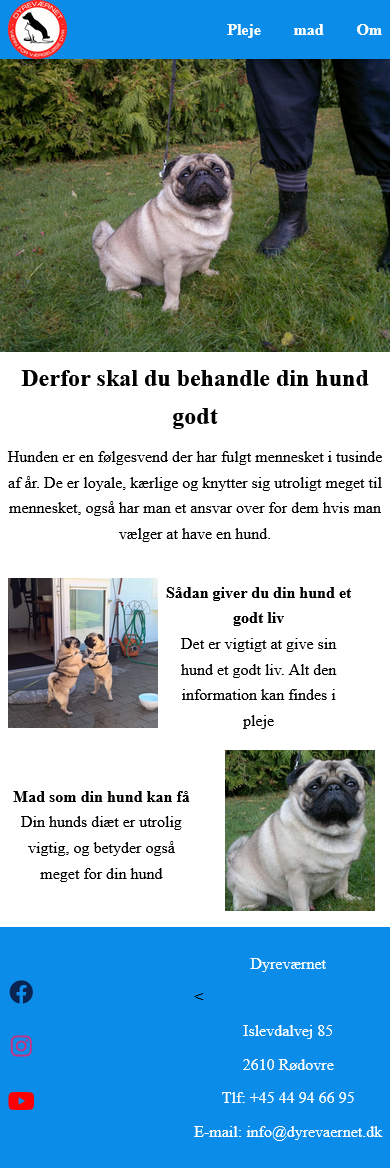 DYREVÆRNET
Pleje mad Om
Derfor skal du behandle din hund
godt
Hunden er en følgesvend der har fulgt mennesket i tusinde
af år. De er loyale, kærlige og knytter sig utroligt meget til
mennesket, også har man et ansvar over for dem hvis man
vælger at have en hund.
Sådan giver du din hund et
godt liv
Det er vigtigt at give sin
hund et godt liv. Alt den
information kan findes i
pleje
Mad som din hund kan få
Din hunds diæt er utrolig
vigtig, og betyder også
meget for din hund
Dyreværnet
<
Islevdalvej 85
2610 Rødovre
Tlf: +45 44 94 66 95
E-mail: info@dyrevaernet.dk